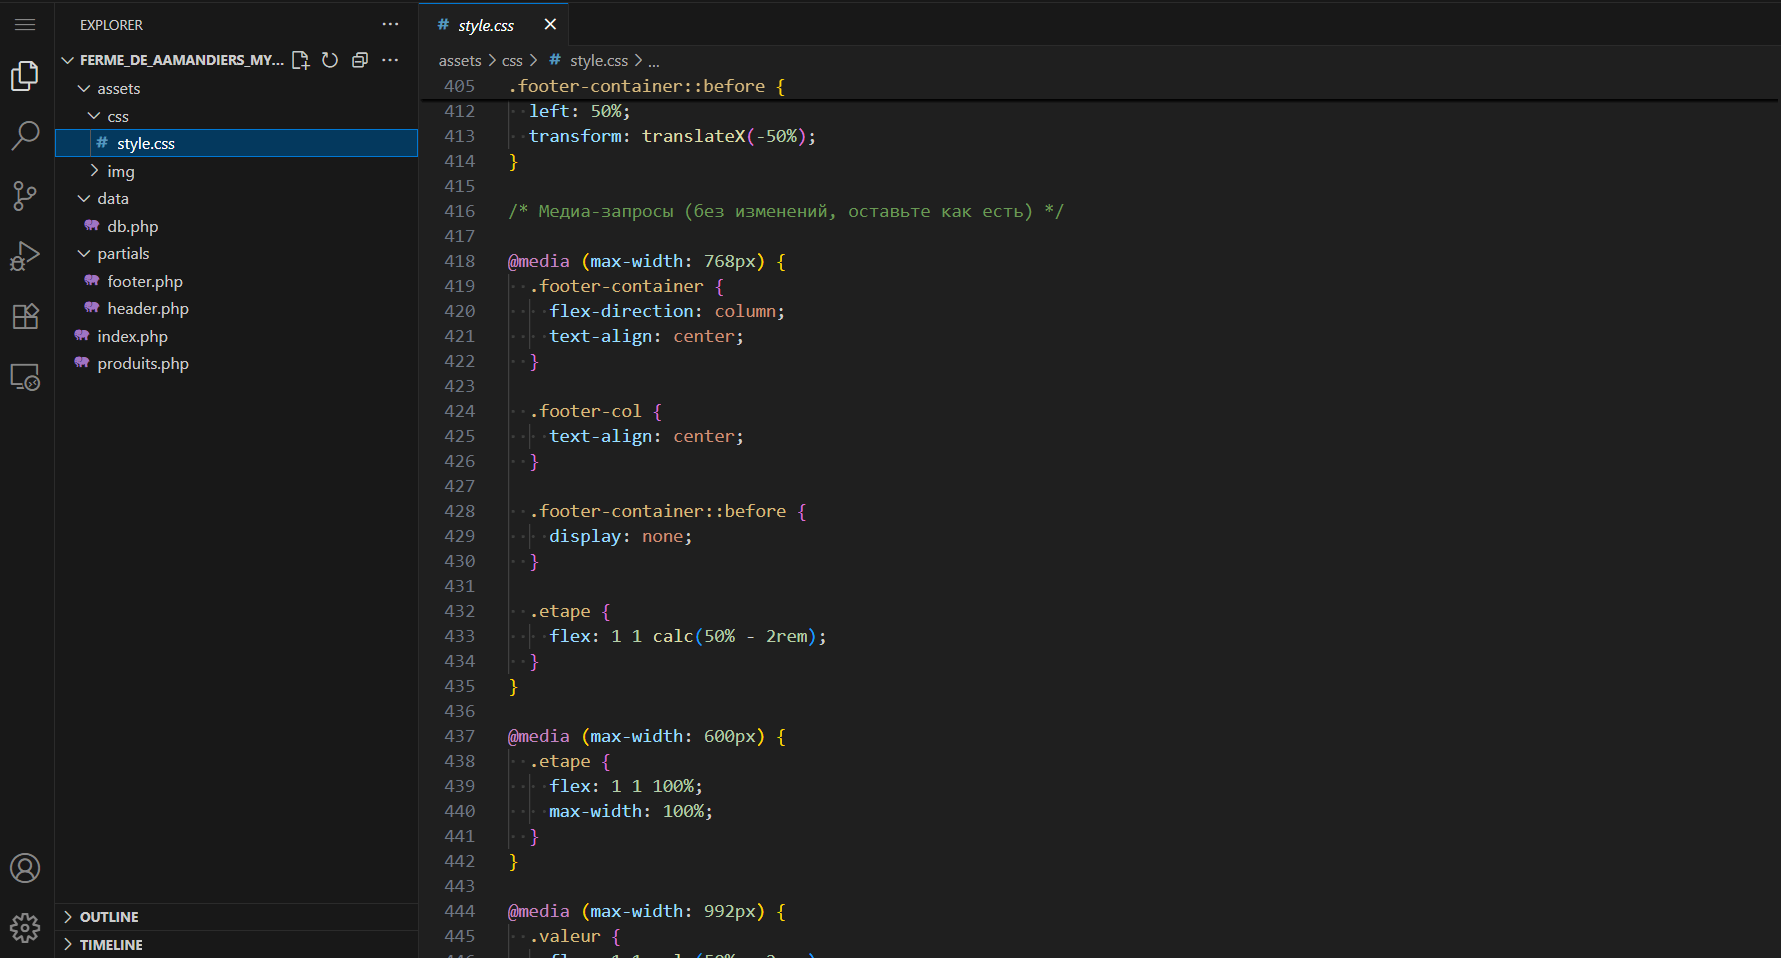 EXPLORER ...
FERME_DE_AAMANDIERS_MY... ...
assets
css
# style.css
img
data
db.php
partials
footer.php
header.php
index.php
produits.php
OUTLINE
TIMELINE
# style.css
assets > css > # style.css > ...
405 .footer-container::before {
412 left: 50%;
413 transform: translateX(-50%);
414 }
415
416 /* Медиа-запросы (без изменений, оставьте как есть) */
417
418 @media (max-width: 768px) {
419 .footer-container {
420 flex-direction: column;
421 text-align: center;
422 }
423
424 .footer-col {
425 text-align: center;
426 }
427
428 .footer-container::before {
429 display: none;
430 }
431
432 .etape {
433 flex: 1 1 calc(50% - 2rem);
434 }
435 }
436
437 @media (max-width: 600px) {
438 .etape {
439 flex: 1 1 100%;
440 max-width: 100%;
441 }
442 }
443
444 @media (max-width: 992px) {
445 .valeur {